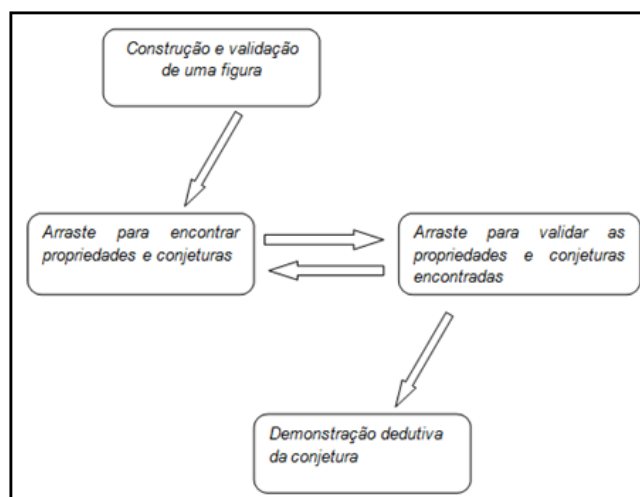 Construção e validação
de uma figura
Arraste para encontrar
propriedades e conjeturas
Arraste para validar as
propriedades e conjeturas
encontradas
Demonstração dedutiva
da conjetura